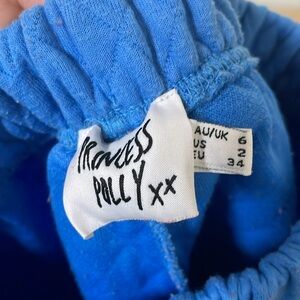 PRINCESS
POLLY xx
AU/UK 6
US 2
EU 34